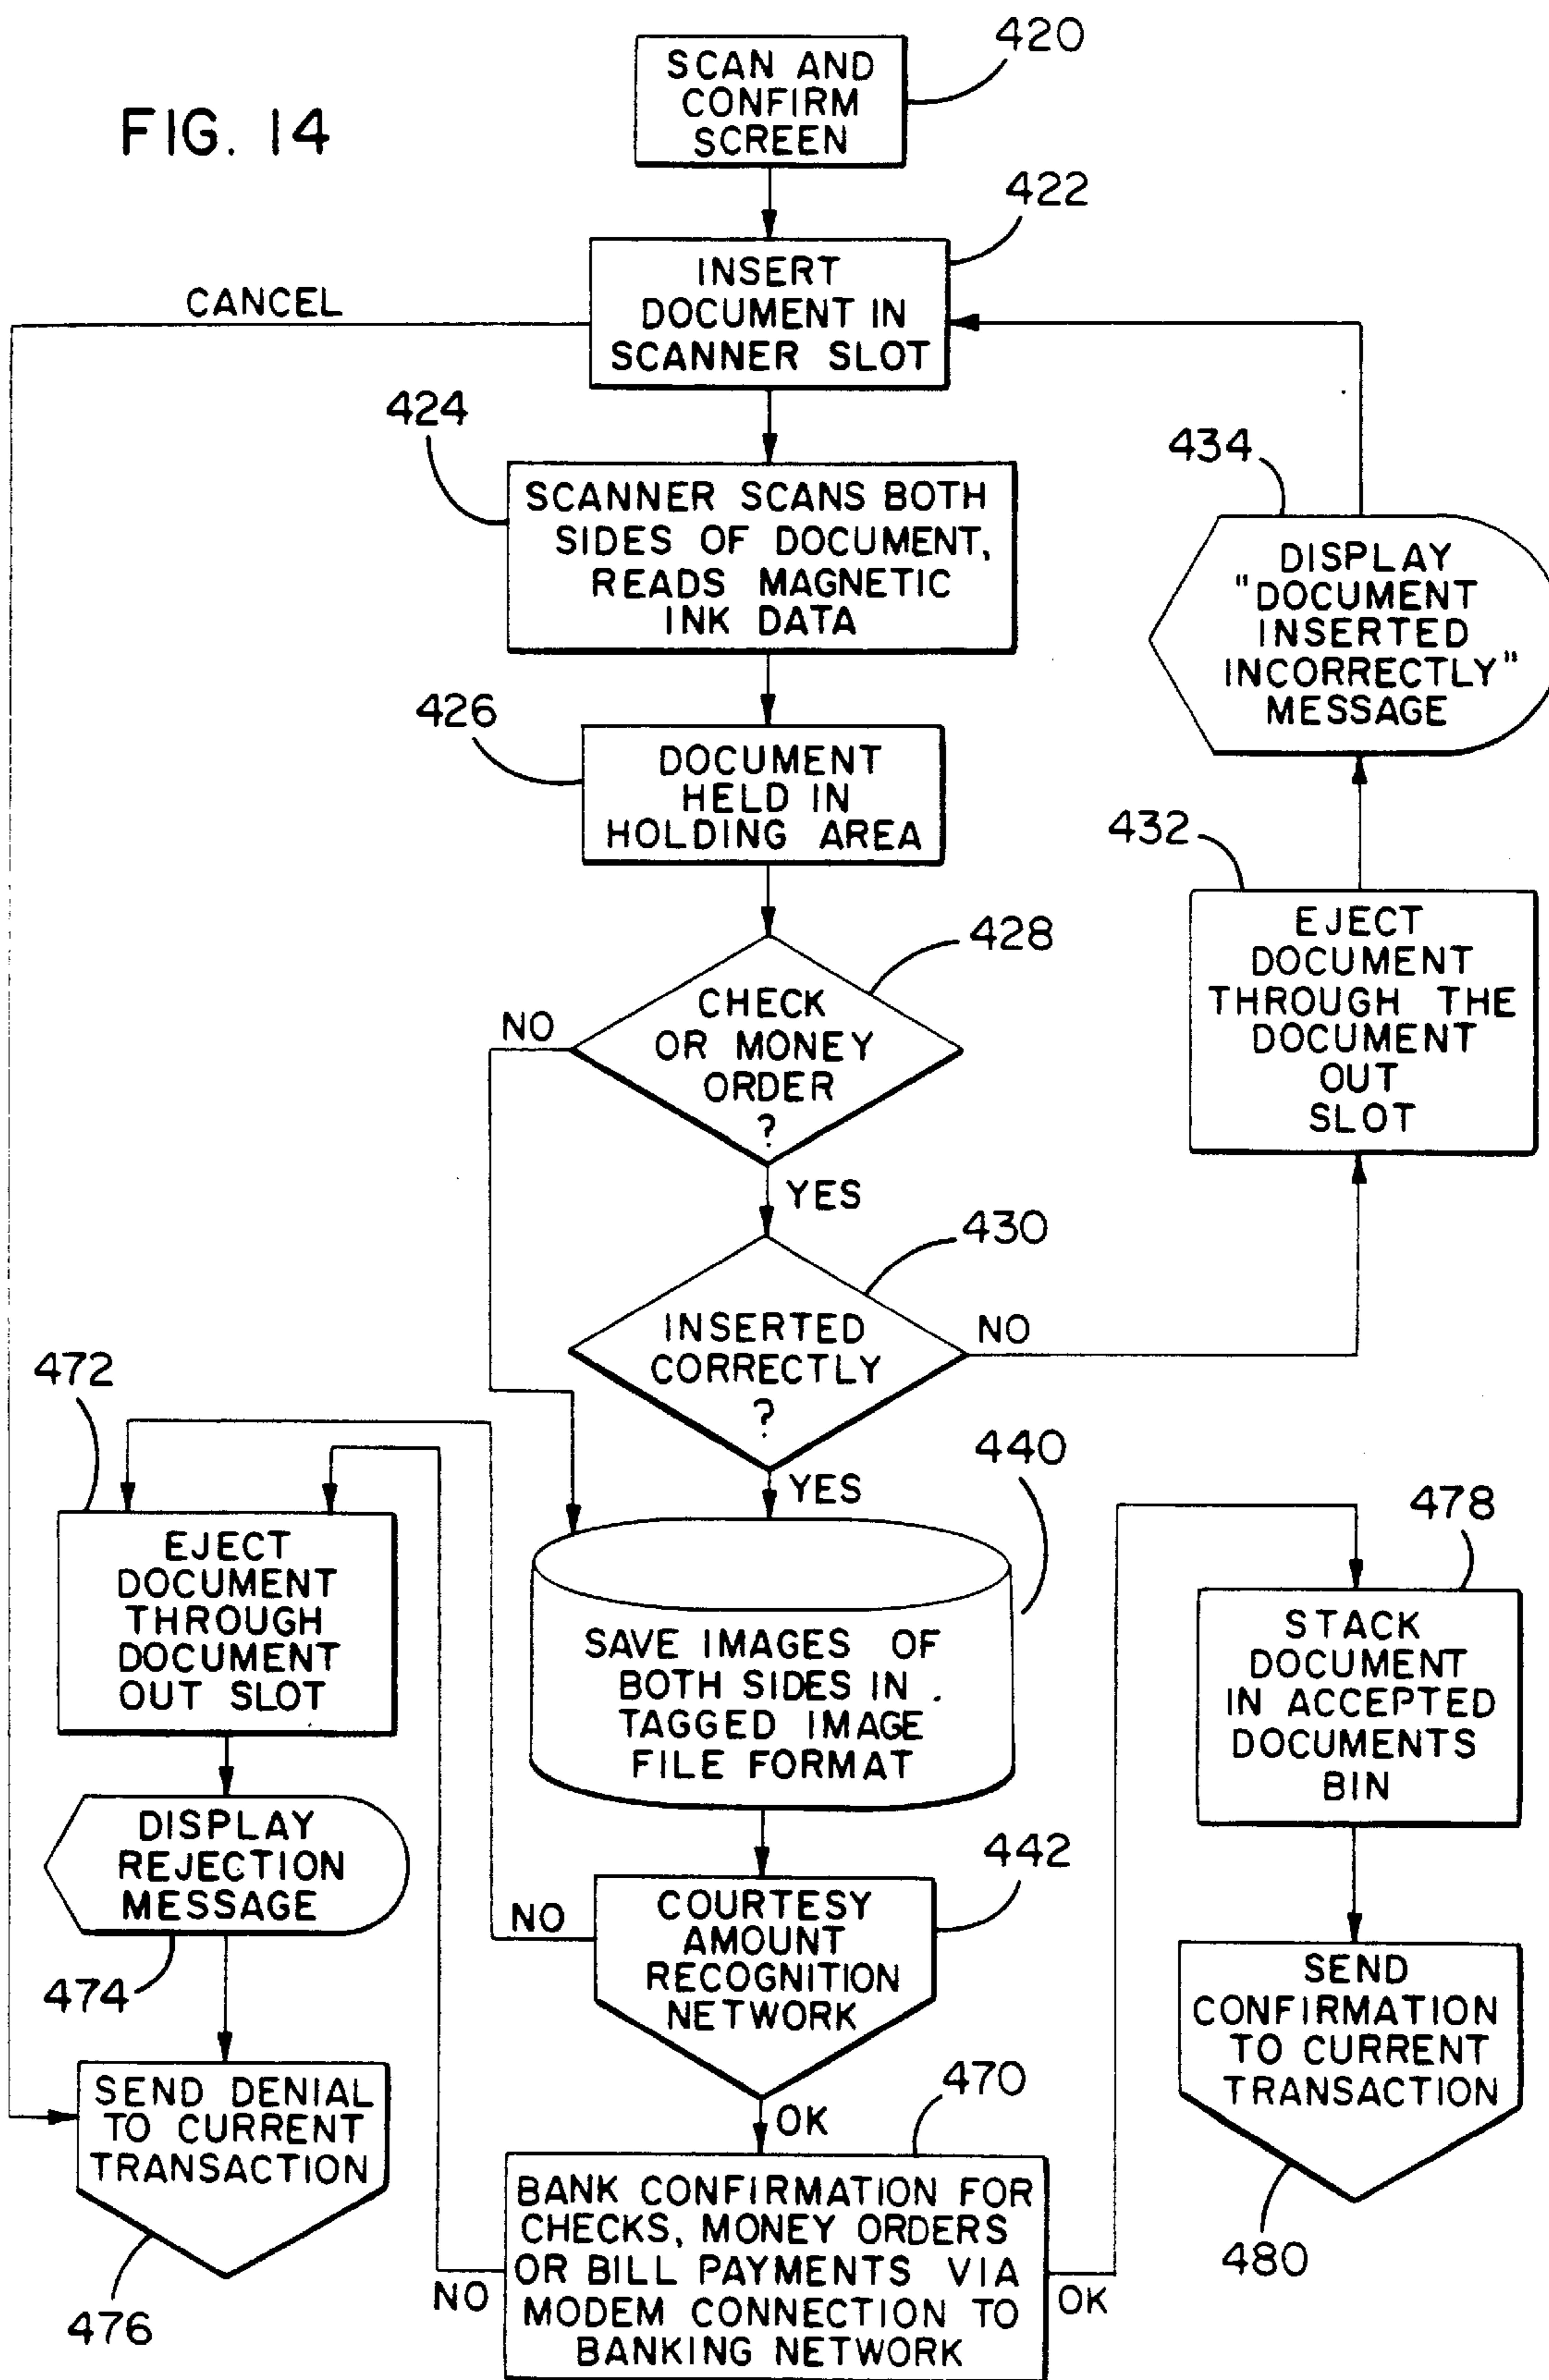 FIG. 14
420
SCAN AND
CONFIRM
SCREEN
422
INSERT
DOCUMENT IN
SCANNER SLOT
CANCEL
424
SCANNER SCANS BOTH
SIDES OF DOCUMENT,
READS MAGNETIC
INK DATA
434
DISPLAY
"DOCUMENT
INSERTED
INCORRECTLY"
MESSAGE
426
DOCUMENT
HELD IN
HOLDING AREA
432
EJECT
DOCUMENT
THROUGH THE
DOCUMENT
OUT
SLOT
428
CHECK
OR MONEY
ORDER
?
NO
YES
430
INSERTED
CORRECTLY
?
NO
YES
472
EJECT
DOCUMENT
THROUGH
DOCUMENT
OUT SLOT
440
SAVE IMAGES OF
BOTH SIDES IN
TAGGED IMAGE
FILE FORMAT
478
STACK
DOCUMENT
IN ACCEPTED
DOCUMENTS
BIN
DISPLAY
REJECTION
MESSAGE
474
442
COURTESY
AMOUNT
RECOGNITION
NETWORK
NO
OK
SEND
CONFIRMATION
TO CURRENT
TRANSACTION
480
SEND DENIAL
TO CURRENT
TRANSACTION
476
470
BANK CONFIRMATION FOR
CHECKS, MONEY ORDERS
OR BILL PAYMENTS VIA
MODEM CONNECTION TO
BANKING NETWORK
NO
OK